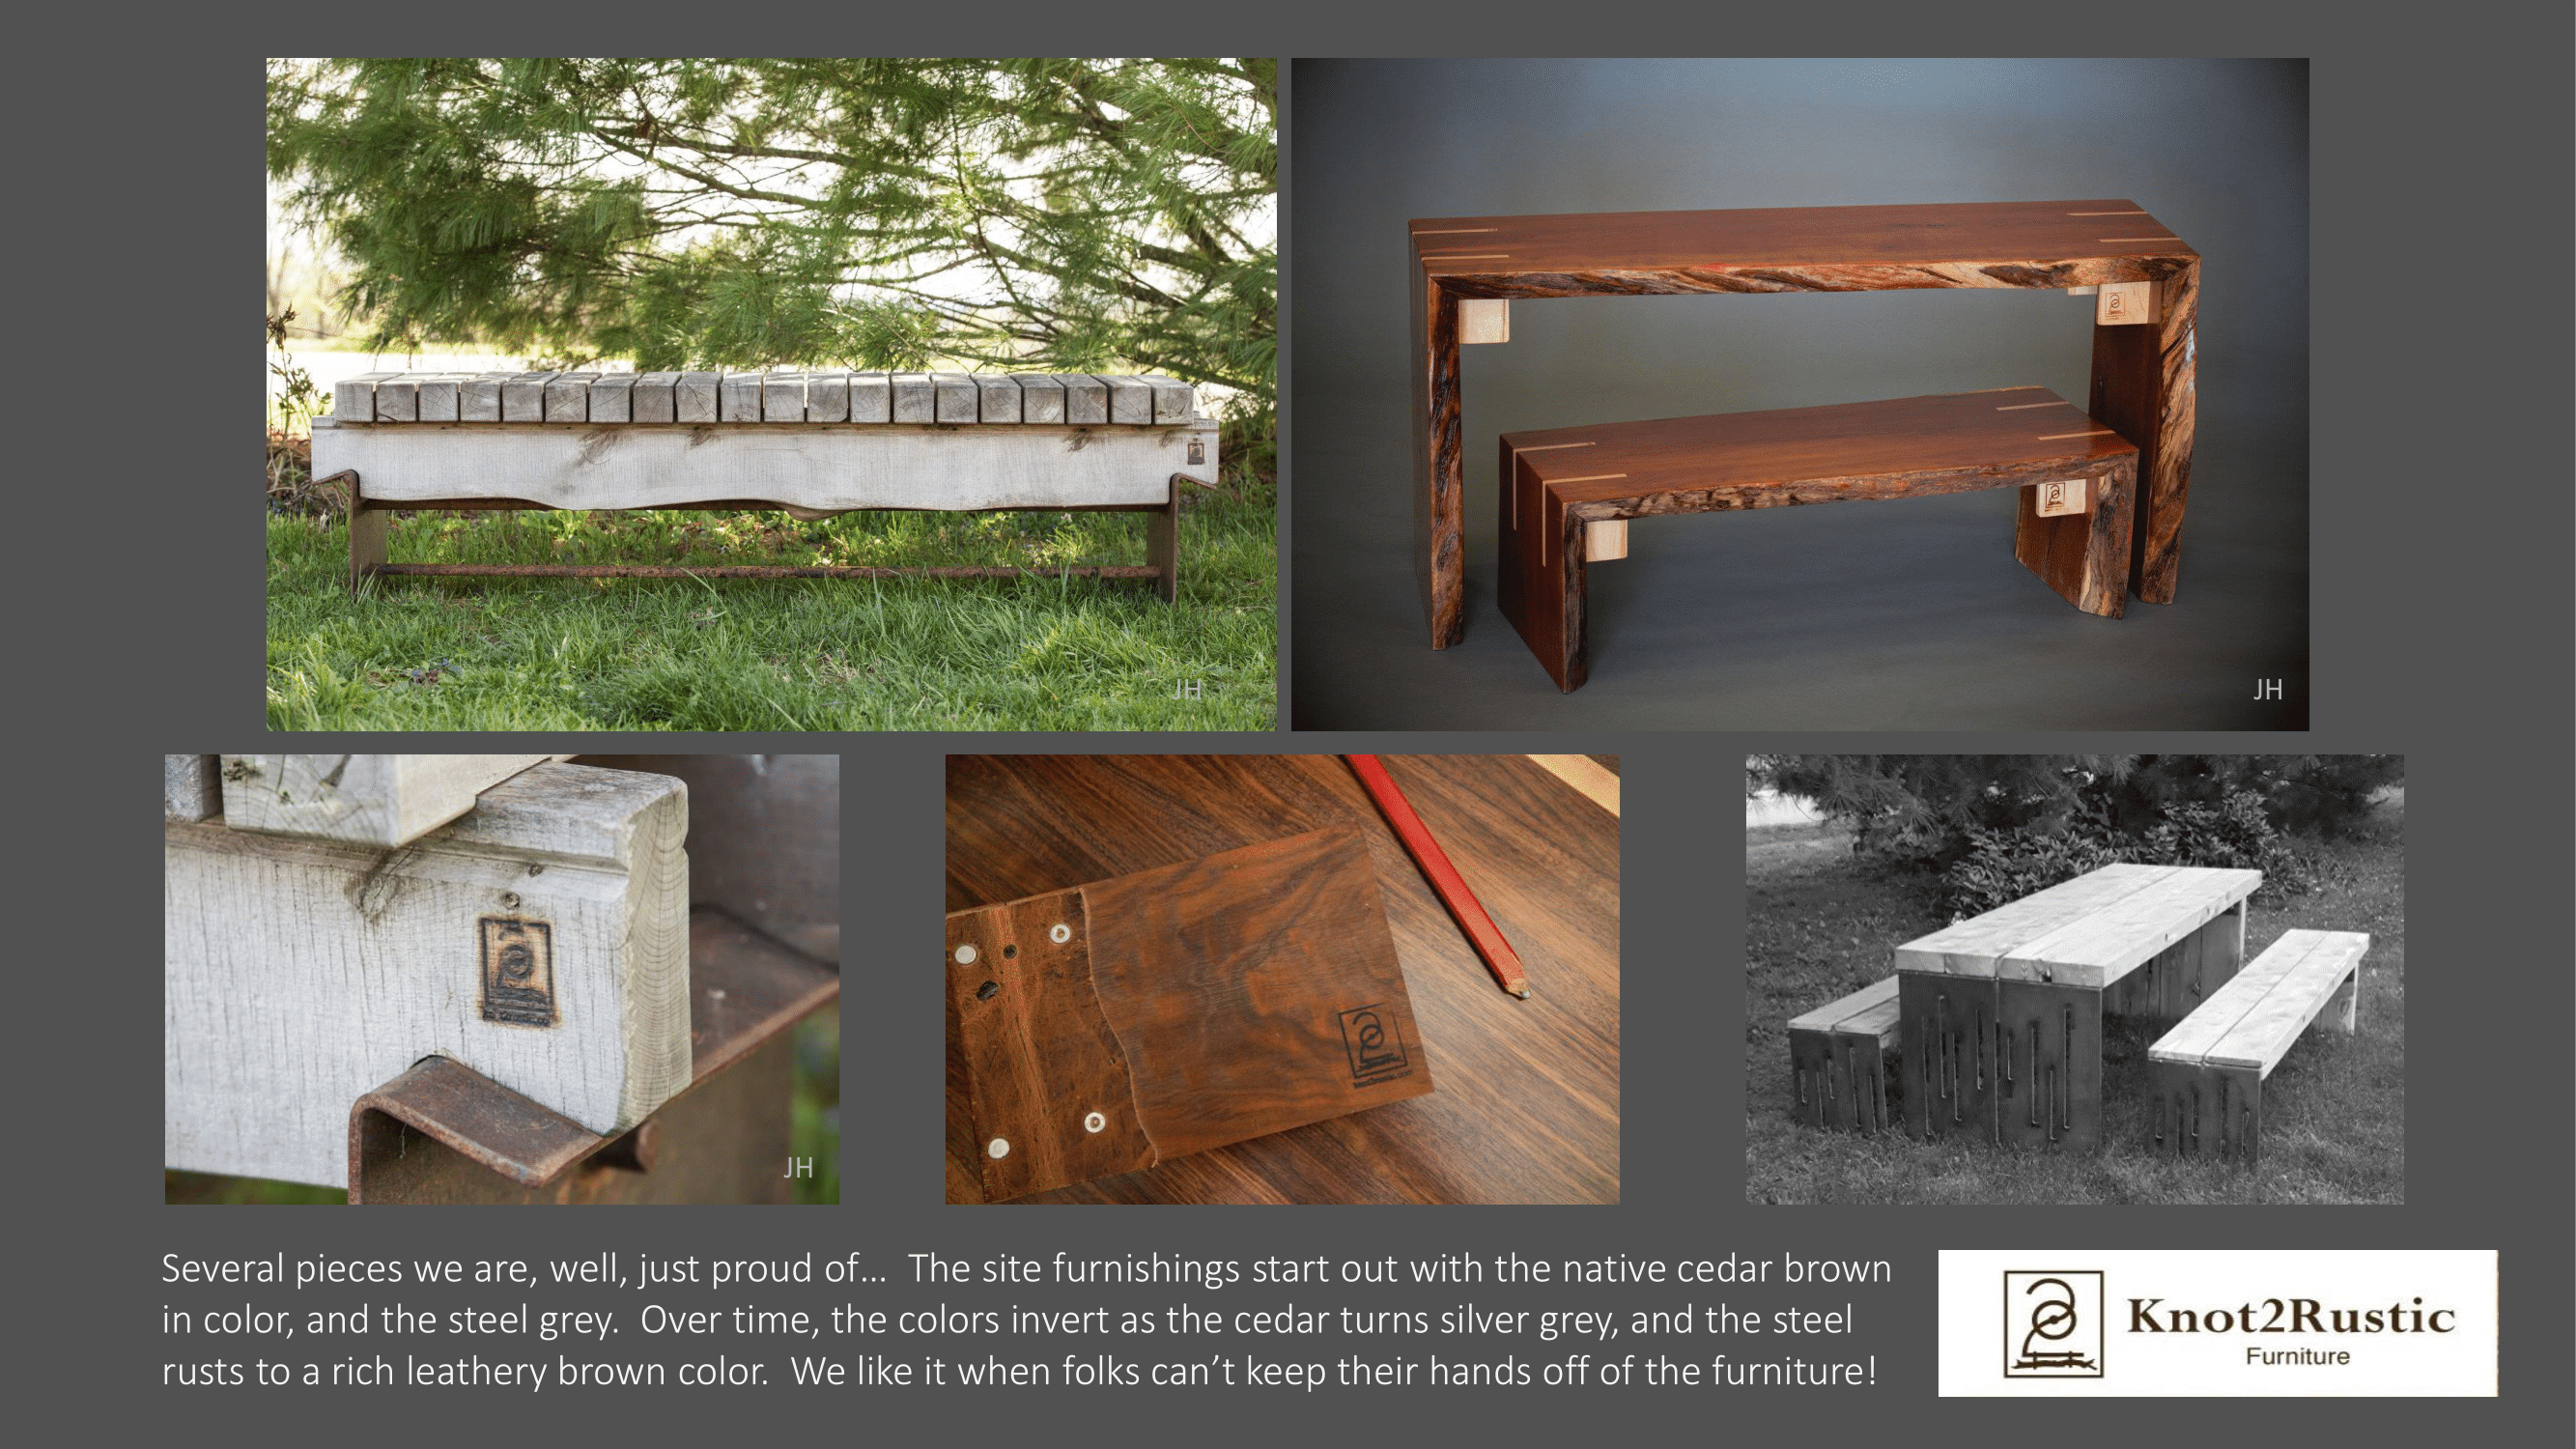 JH
JH
JH
Several pieces we are, well, just proud of...  The site furnishings start out with the native cedar brown
in color, and the steel grey.  Over time, the colors invert as the cedar turns silver grey, and the steel
rusts to a rich leathery brown color.  We like it when folks can’t keep their hands off of the furniture!
Knot2Rustic
Furniture